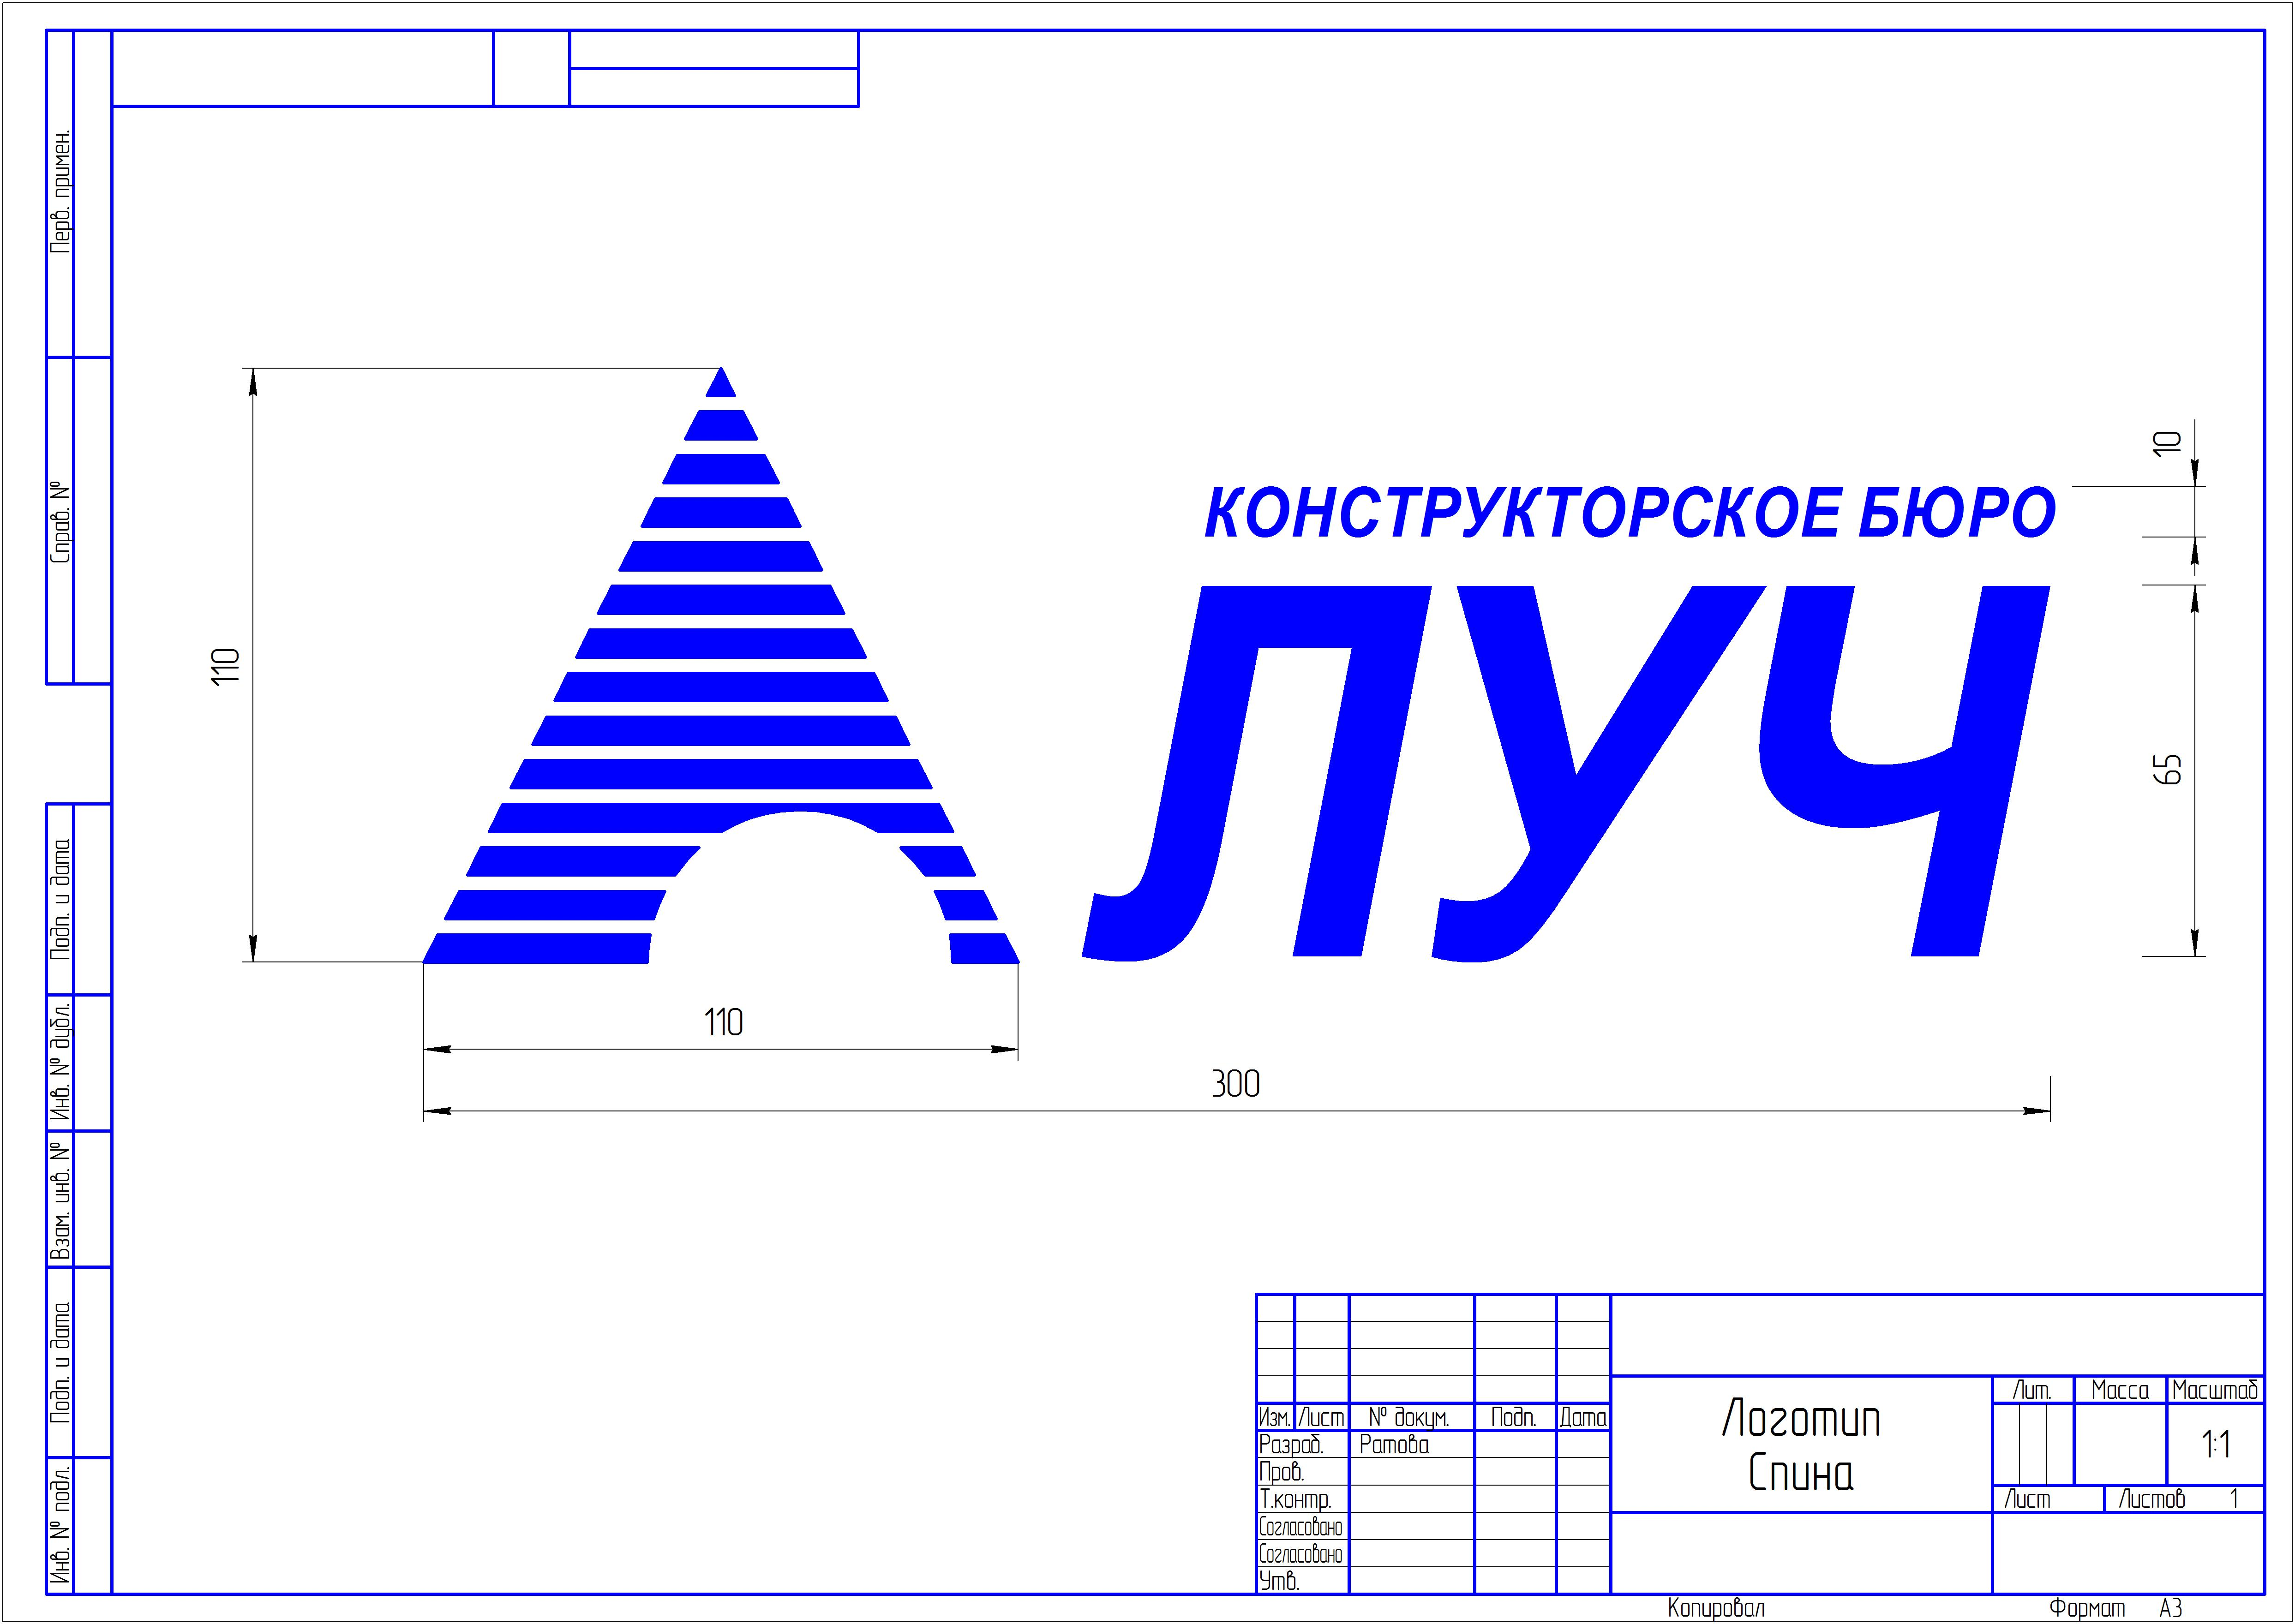 Перв. примен.
Справ. №
Подп. и дата
Инв. № дубл.
Взам. инв. №
Подп. и дата
Инв. № подл.
110
КОНСТРУКТОРСКОЕ БЮРО
ЛУЧ
10
65
110
300
Изм. Лист № докум. Подп. Дата
Разраб. Ратова
Пров.
Т.контр.
Согласовано
Согласовано
Утв.
Логотип
Спина
Лит. Масса Масштаб
1:1
Лист Листов 1
Копировал Формат А3